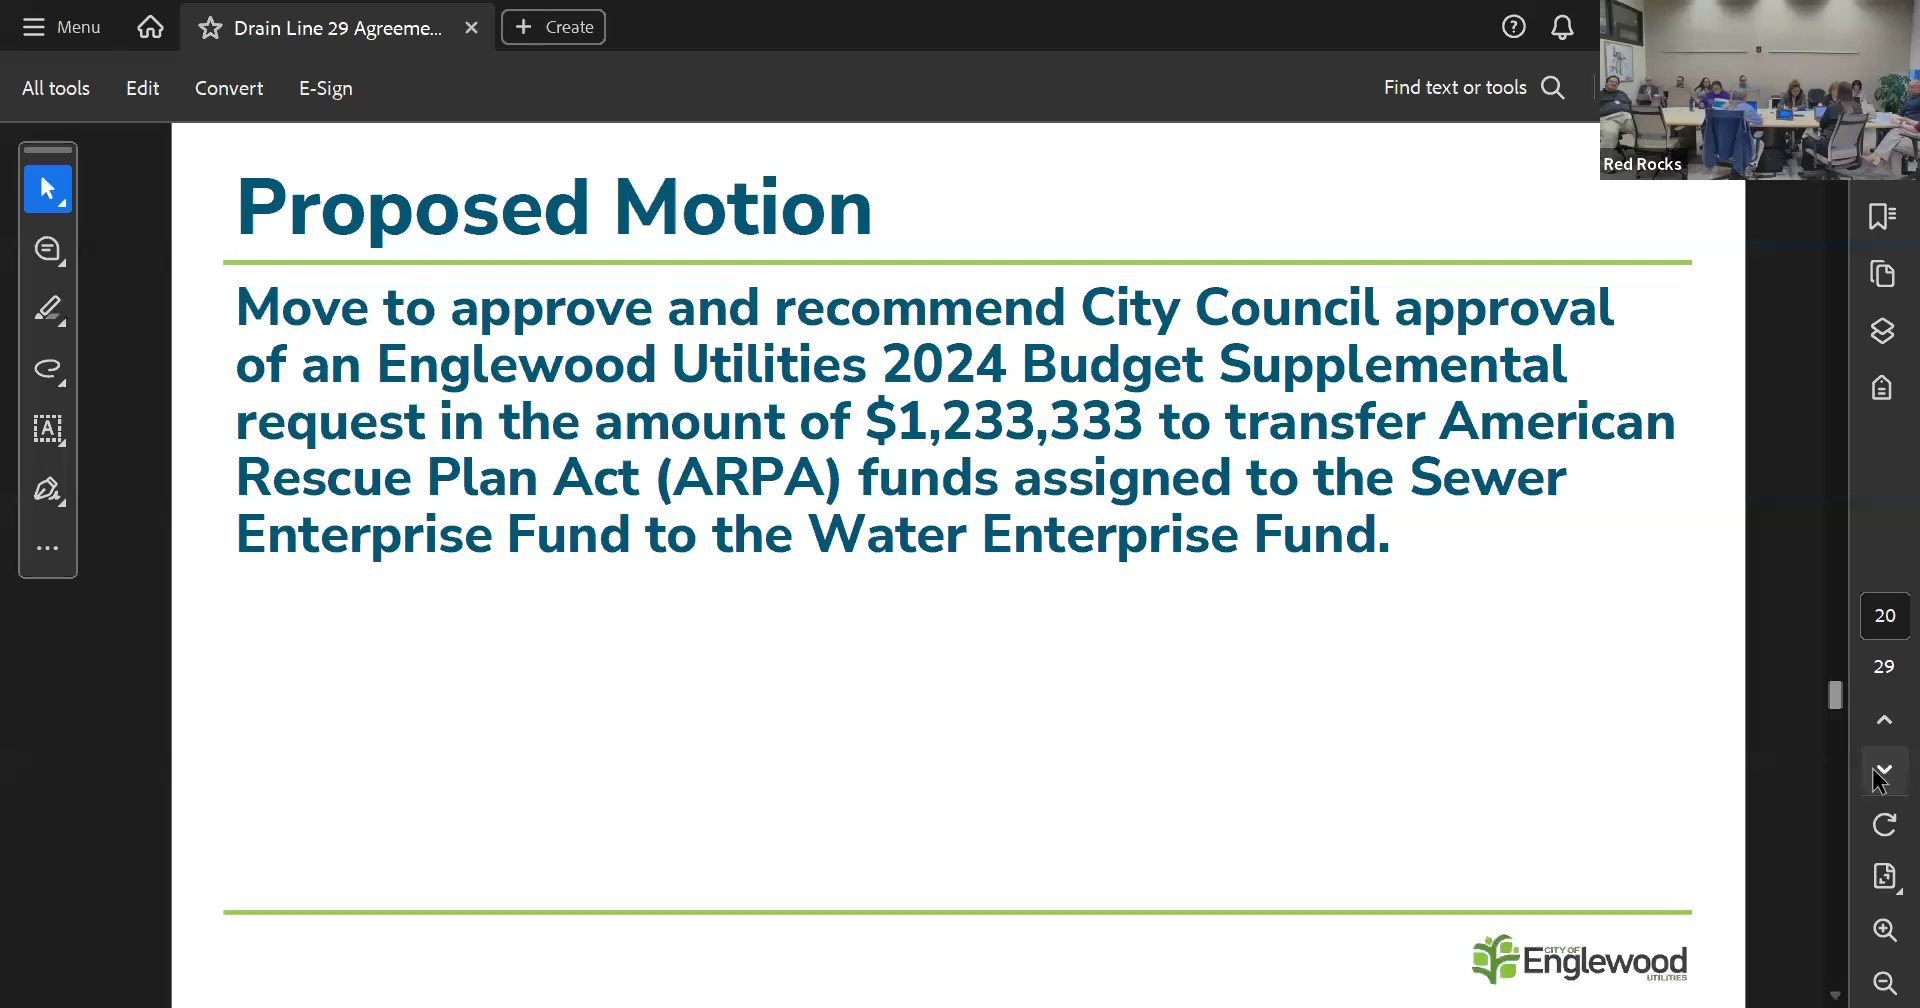 Menu
Drain Line 29 Agreeme...
Create
All tools
Edit
Convert
E-Sign
Find text or tools
Red Rocks
Proposed Motion
Move to approve and recommend City Council approval
of an Englewood Utilities 2024 Budget Supplemental
request in the amount of $1,233,333 to transfer American
Rescue Plan Act (ARPA) funds assigned to the Sewer
Enterprise Fund to the Water Enterprise Fund.
20
29
CITY OF
Englewood
UTILITIES